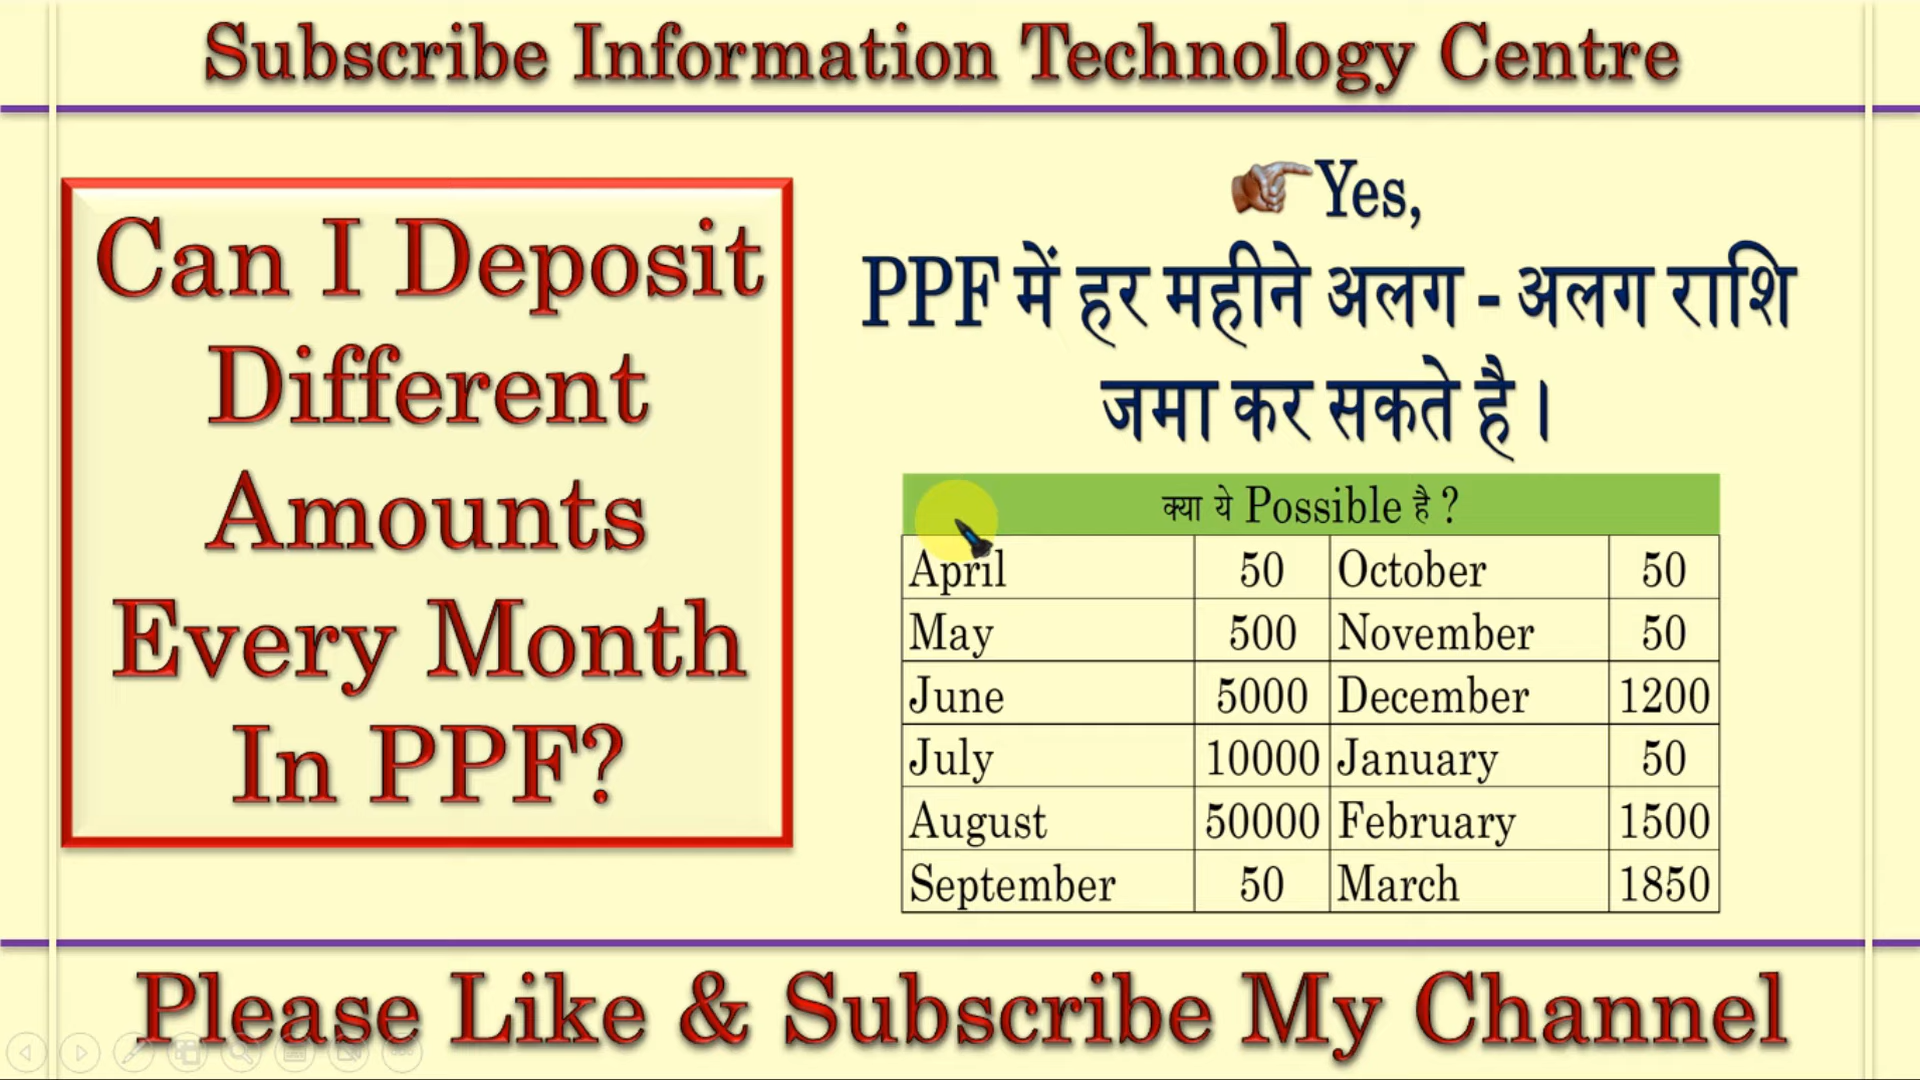 Subscribe Information Technology Centre
Can I Deposit
Different
Amounts
Every Month
In PPF?
Yes,
PPF में हर महीने अलग - अलग राशि
जमा कर सकते है ।
क्या ये Possible है ?
April 50 October 50
May 500 November 50
June 5000 December 1200
July 10000 January 50
August 50000 February 1500
September 50 March 1850
Please Like & Subscribe My Channel